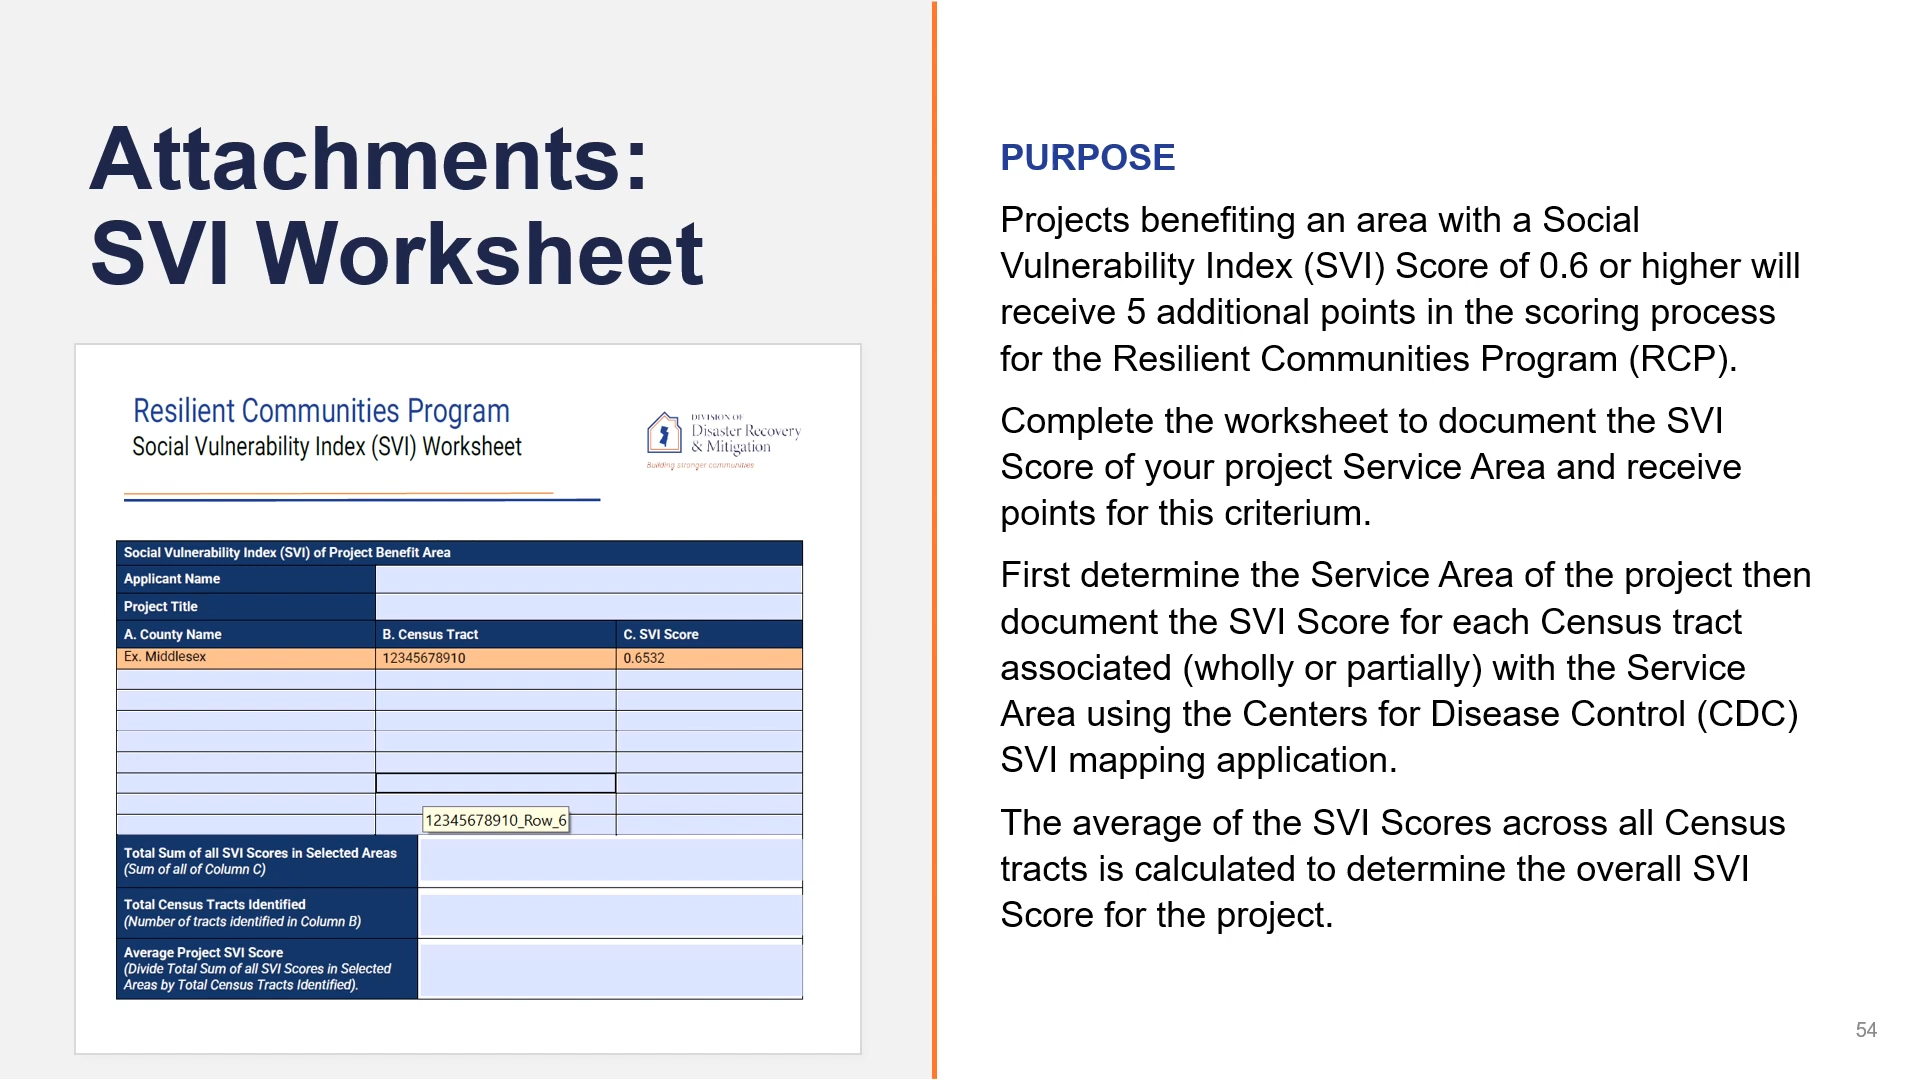 Attachments:
SVI Worksheet
Resilient Communities Program
Social Vulnerability Index (SVI) Worksheet
DIVISION OF
Disaster Recovery
& Mitigation
Building stronger communities
Social Vulnerability Index (SVI) of Project Benefit Area
Applicant Name
Project Title
A. County Name B. Census Tract C. SVI Score
Ex. Middlesex 12345678910 0.6532
12345678910_Row_6
Total Sum of all SVI Scores in Selected Areas
(Sum of all of Column C)
Total Census Tracts Identified
(Number of tracts identified in Column B)
Average Project SVI Score
(Divide Total Sum of all SVI Scores in Selected
Areas by Total Census Tracts Identified).
PURPOSE
Projects benefiting an area with a Social
Vulnerability Index (SVI) Score of 0.6 or higher will
receive 5 additional points in the scoring process
for the Resilient Communities Program (RCP).
Complete the worksheet to document the SVI
Score of your project Service Area and receive
points for this criterium.
First determine the Service Area of the project then
document the SVI Score for each Census tract
associated (wholly or partially) with the Service
Area using the Centers for Disease Control (CDC)
SVI mapping application.
The average of the SVI Scores across all Census
tracts is calculated to determine the overall SVI
Score for the project.
54